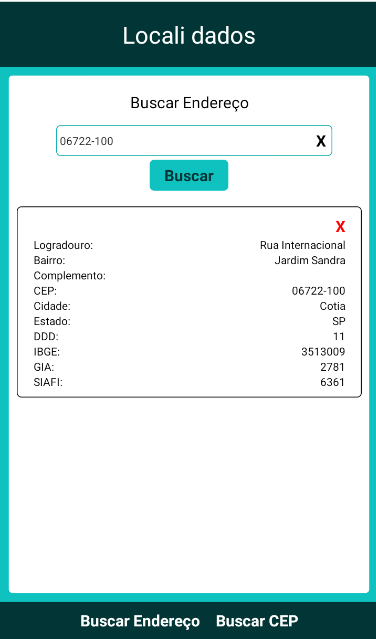 Locali dados
Buscar Endereço
06722-100 X
Buscar
X
Logradouro: Rua Internacional
Bairro: Jardim Sandra
Complemento:
CEP: 06722-100
Cidade: Cotia
Estado: SP
DDD: 11
IBGE: 3513009
GIA: 2781
SIAFI: 6361
Buscar Endereço Buscar CEP